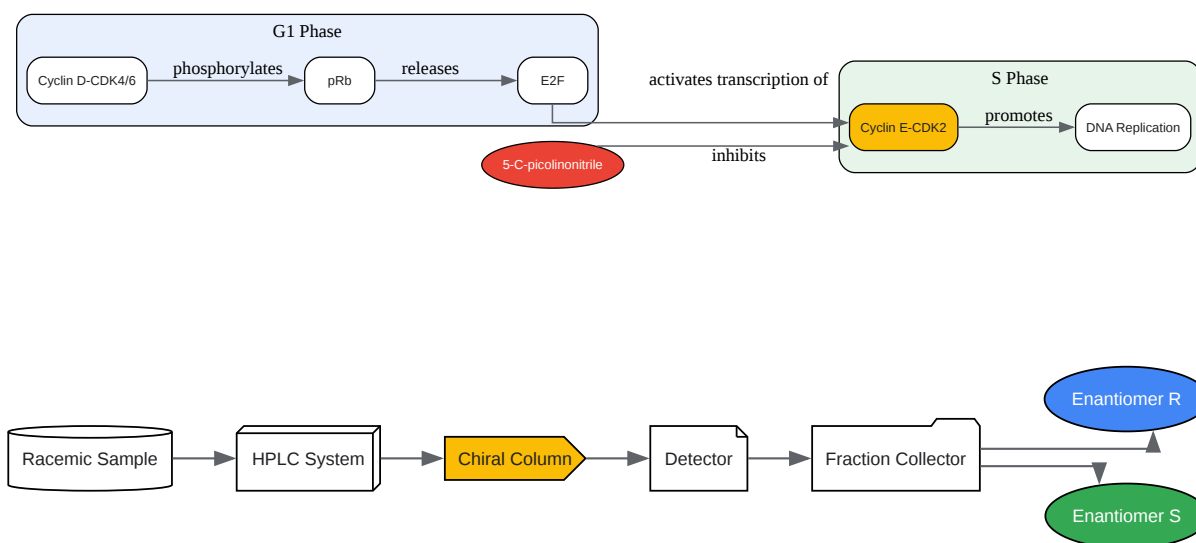 G1 Phase
Cyclin D-CDK4/6
phosphorylates
pRb
releases
E2F
activates transcription of
S Phase
Cyclin E-CDK2
promotes
DNA Replication
5-C-picolinonitrile
inhibits
Racemic Sample
HPLC System
Chiral Column
Detector
Fraction Collector
Enantiomer R
Enantiomer S